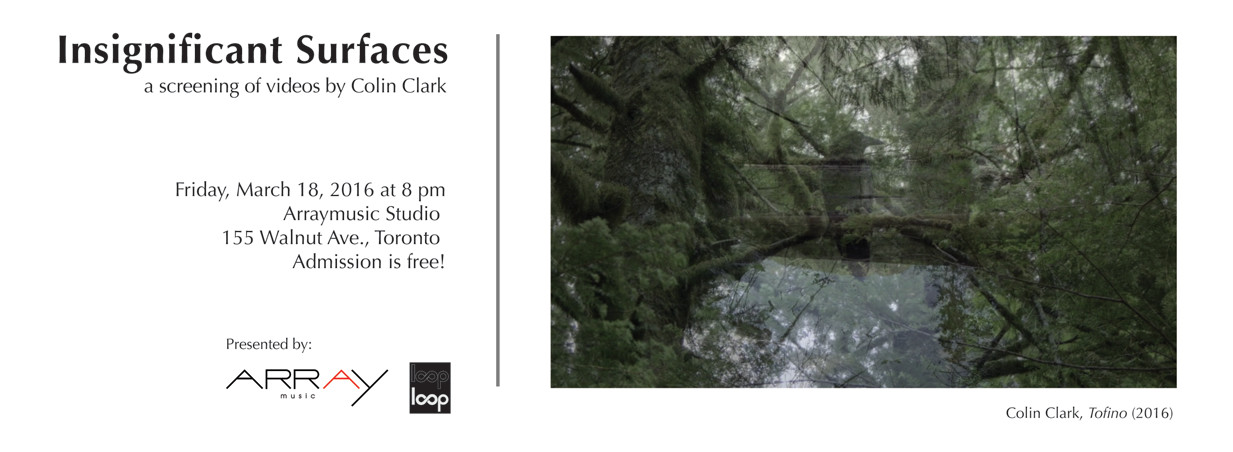 Insignificant Surfaces
a screening of videos by Colin Clark
Friday, March 18, 2016 at 8 pm
Arraymusic Studio
155 Walnut Ave., Toronto
Admission is free!
Presented by:
ARRAY
music
loop
loop
Colin Clark, Tofino (2016)